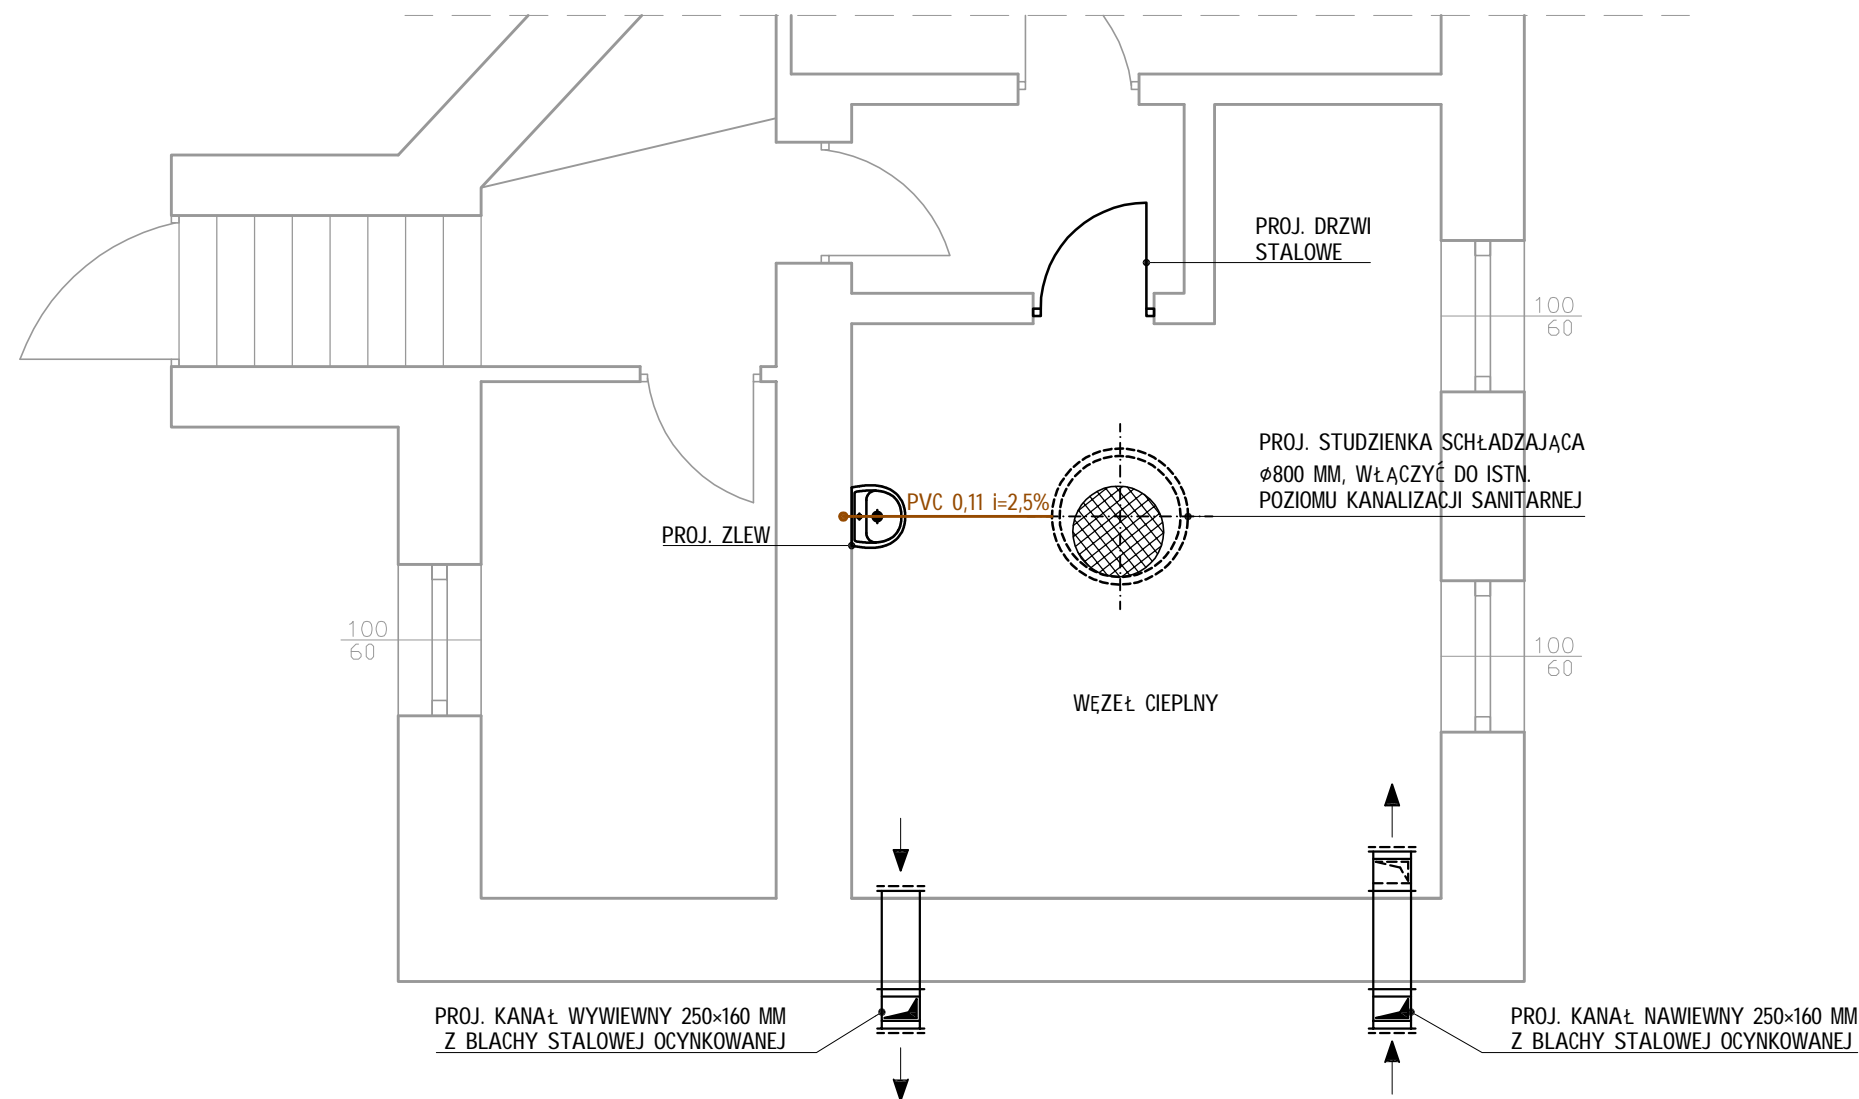 PROJ. DRZWI
STALOWE
100
60
PROJ. STUDZIENKA SCHŁADZAJĄCA
ø800 MM, WŁĄCZYĆ DO ISTN.
POZIOMU KANALIZACJI SANITARNEJ
PVC 0,11 i=2,5%
PROJ. ZLEW
100
60
100
60
WĘZEŁ CIEPLNY
PROJ. KANAŁ WYWIEWNY 250×160 MM
Z BLACHY STALOWEJ OCYNKOWANEJ
PROJ. KANAŁ NAWIEWNY 250×160 MM
Z BLACHY STALOWEJ OCYNKOWANEJ